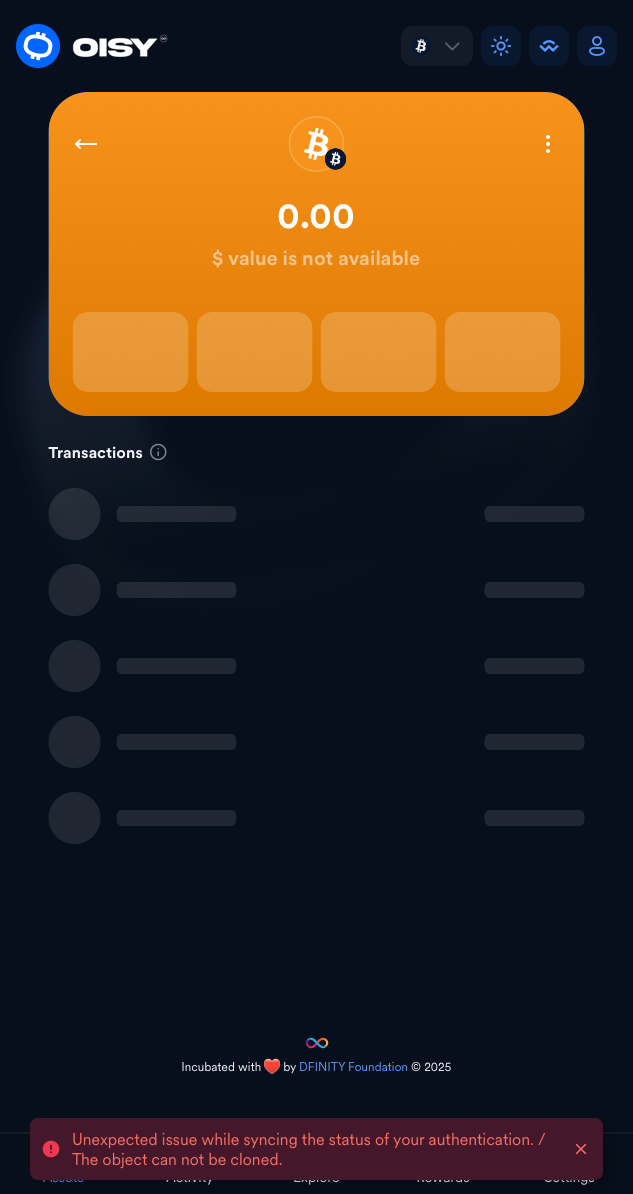 OISY
0.00
$ value is not available
Transactions
Incubated with ❤️ by DFINITY Foundation © 2025
Unexpected issue while syncing the status of your authentication. /
The object can not be cloned.
Assets Activity Explore Rewards Settings